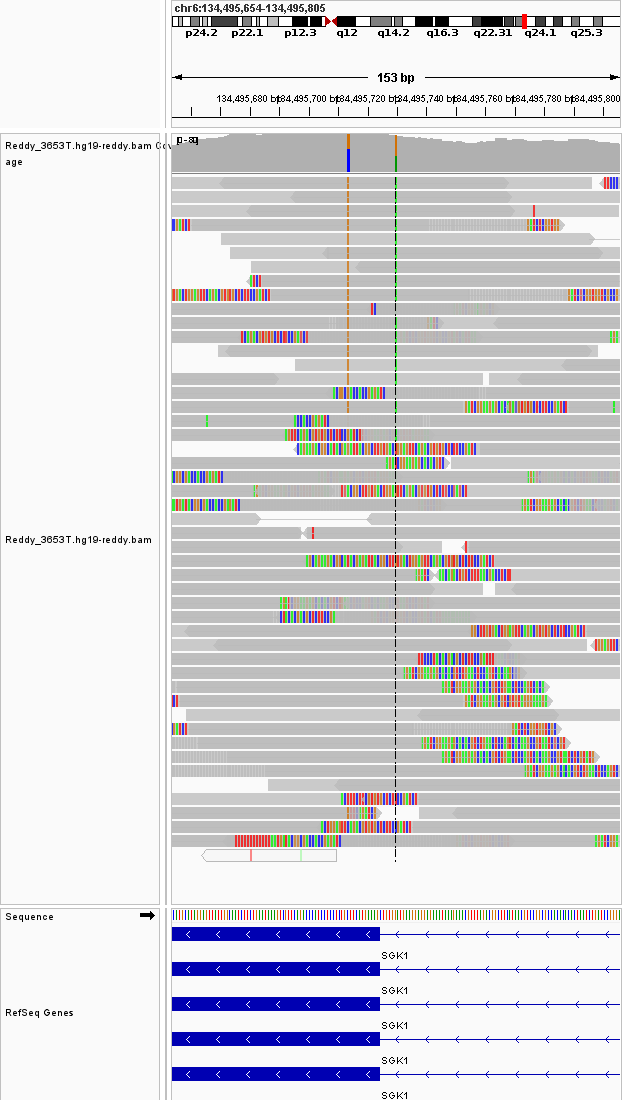 chr6:134,495,654-134,495,805
p24.2 p22.1 p12.3 q12 q14.2 q16.3 q22.31 q24.1 q25.3
153 bp
134,495,680 bp 134,495,700 bp 134,495,720 bp 134,495,740 bp 134,495,760 bp 134,495,780 bp 134,495,800
Reddy_3653T.hg19-reddy.bam Cov
age
Reddy_3653T.hg19-reddy.bam
Sequence
SGK1
SGK1
RefSeq Genes
SGK1
SGK1
SGK1